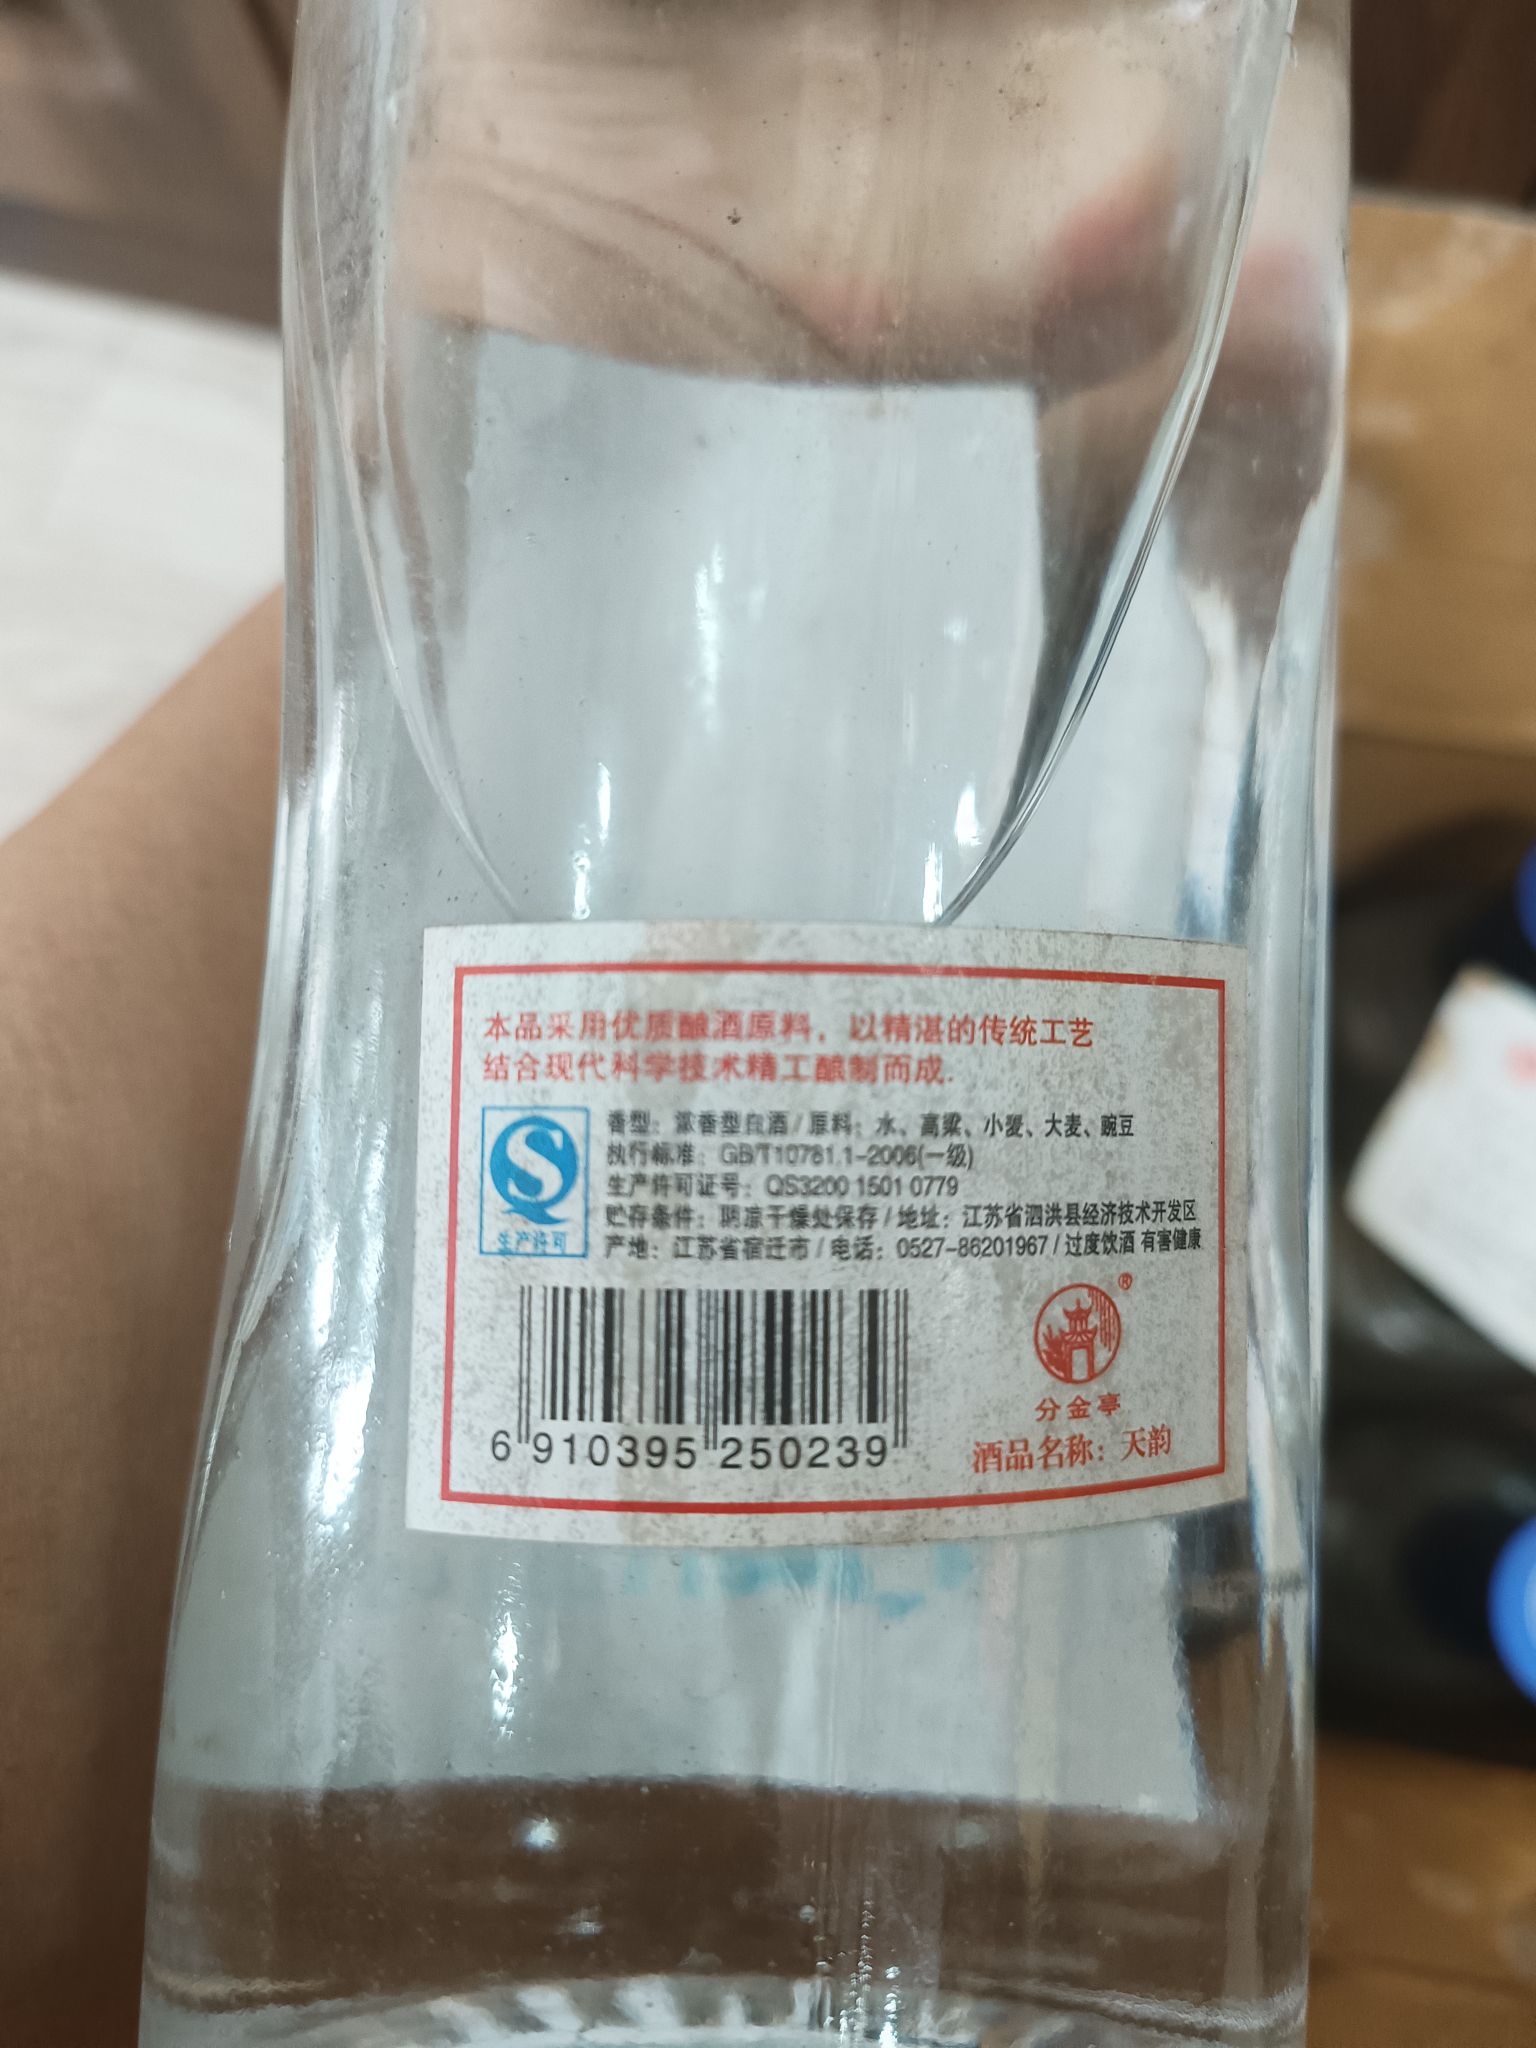 本品采用优质酿酒原料，以精湛的传统工艺
结合现代科学技术精工酿制而成.
香型：浓香型白酒 / 原料：水、高粱、小麦、大麦、豌豆
执行标准：GB/T10781.1-2006(一级)
生产许可证号：QS3200 1501 0779
贮存条件：阴凉干燥处保存 / 地址：江苏省泗洪县经济技术开发区
产地：江苏省宿迁市 / 电话：0527-86201967 / 过度饮酒 有害健康
生产许可
6 910395 250239
®
分金亭
酒品名称：天韵